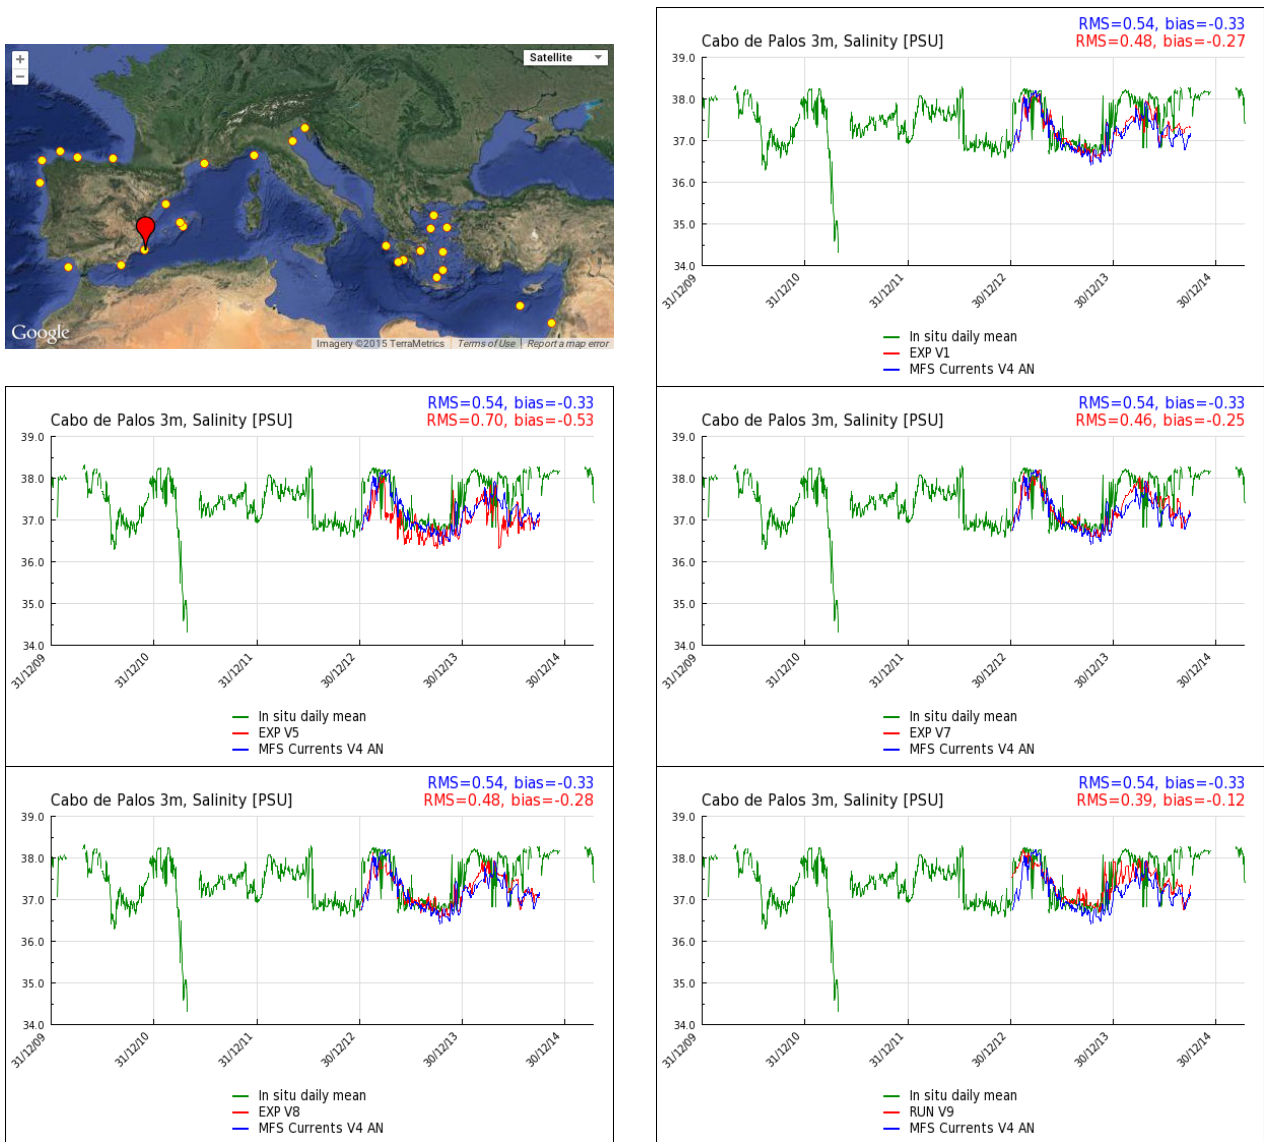 +
−
Satellite
Google
Imagery ©2015 TerraMetrics | Terms of Use | Report a map error
RMS=0.54, bias=-0.33
Cabo de Palos 3m, Salinity [PSU] RMS=0.48, bias=-0.27
39.0
38.0
37.0
36.0
35.0
34.0
31/12/09 31/12/10 31/12/11 30/12/12 30/12/13 30/12/14
In situ daily mean
EXP V1
MFS Currents V4 AN
RMS=0.54, bias=-0.33
Cabo de Palos 3m, Salinity [PSU] RMS=0.70, bias=-0.53
39.0
38.0
37.0
36.0
35.0
34.0
31/12/09 31/12/10 31/12/11 30/12/12 30/12/13 30/12/14
In situ daily mean
EXP V5
MFS Currents V4 AN
RMS=0.54, bias=-0.33
Cabo de Palos 3m, Salinity [PSU] RMS=0.46, bias=-0.25
39.0
38.0
37.0
36.0
35.0
34.0
31/12/09 31/12/10 31/12/11 30/12/12 30/12/13 30/12/14
In situ daily mean
EXP V7
MFS Currents V4 AN
RMS=0.54, bias=-0.33
Cabo de Palos 3m, Salinity [PSU] RMS=0.48, bias=-0.28
39.0
38.0
37.0
36.0
35.0
34.0
31/12/09 31/12/10 31/12/11 30/12/12 30/12/13 30/12/14
In situ daily mean
EXP V8
MFS Currents V4 AN
RMS=0.54, bias=-0.33
Cabo de Palos 3m, Salinity [PSU] RMS=0.39, bias=-0.12
39.0
38.0
37.0
36.0
35.0
34.0
31/12/09 31/12/10 31/12/11 30/12/12 30/12/13 30/12/14
In situ daily mean
RUN V9
MFS Currents V4 AN